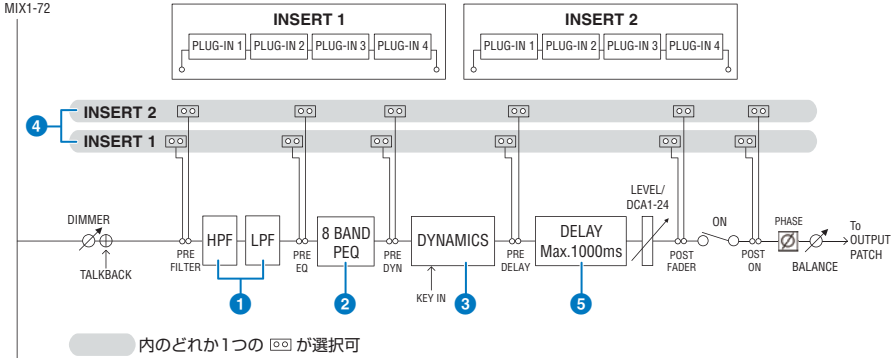 MIX1-72
INSERT 1
PLUG-IN 1 PLUG-IN 2 PLUG-IN 3 PLUG-IN 4
INSERT 2
PLUG-IN 1 PLUG-IN 2 PLUG-IN 3 PLUG-IN 4
4
INSERT 2
INSERT 1
DIMMER
TALKBACK
PRE
FILTER
HPF
LPF
1
PRE
EQ
8 BAND
PEQ
2
PRE
DYN
DYNAMICS
KEY IN
3
PRE
DELAY
DELAY
Max.1000ms
5
LEVEL/
DCA1-24
POST
FADER
ON
POST
ON
PHASE
BALANCE
To
OUTPUT
PATCH
内のどれか1つの が選択可